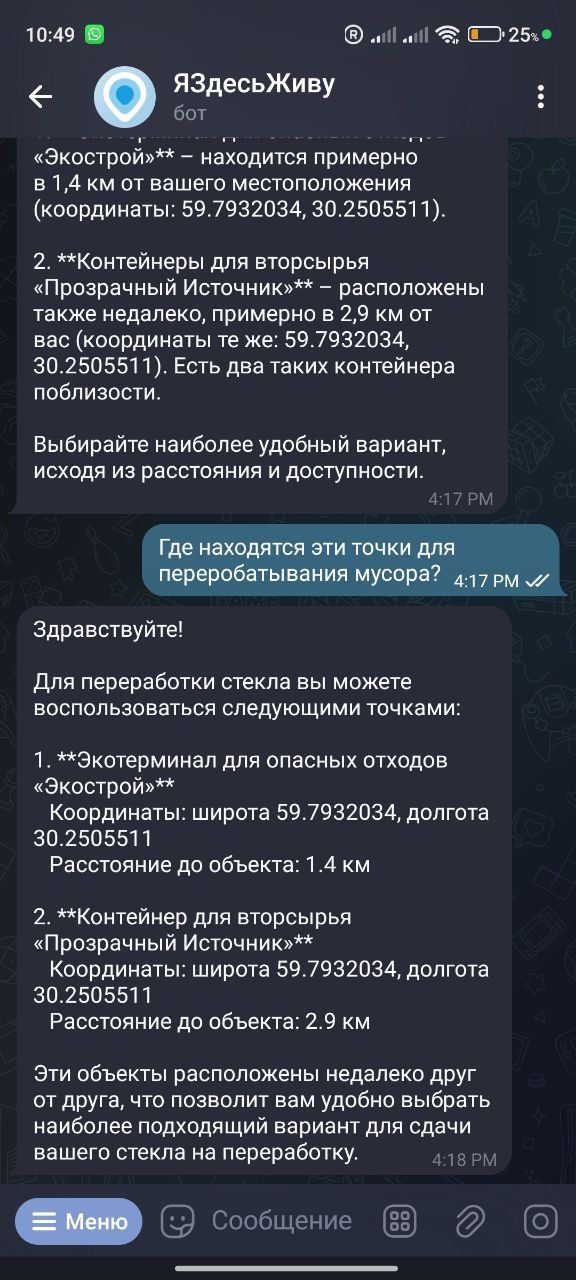 10:49
25%
ЯЗдесьЖиву
бот
«Экострой»** – находится примерно
в 1,4 км от вашего местоположения
(координаты: 59.7932034, 30.2505511).
2. **Контейнеры для вторсырья
«Прозрачный Источник»** – расположены
также недалеко, примерно в 2,9 км от
вас (координаты те же: 59.7932034,
30.2505511). Есть два таких контейнера
поблизости.
Выбирайте наиболее удобный вариант,
исходя из расстояния и доступности.
4:17 PM
Где находятся эти точки для
переробатывания мусора?
4:17 PM
Здравствуйте!
Для переработки стекла вы можете
воспользоваться следующими точками:
1. **Экотерминал для опасных отходов
«Экострой»**
Координаты: широта 59.7932034, долгота
30.2505511
Расстояние до объекта: 1.4 км
2. **Контейнер для вторсырья
«Прозрачный Источник»**
Координаты: широта 59.7932034, долгота
30.2505511
Расстояние до объекта: 2.9 км
Эти объекты расположены недалеко друг
от друга, что позволит вам удобно выбрать
наиболее подходящий вариант для сдачи
вашего стекла на переработку.
4:18 PM
Меню
Сообщение